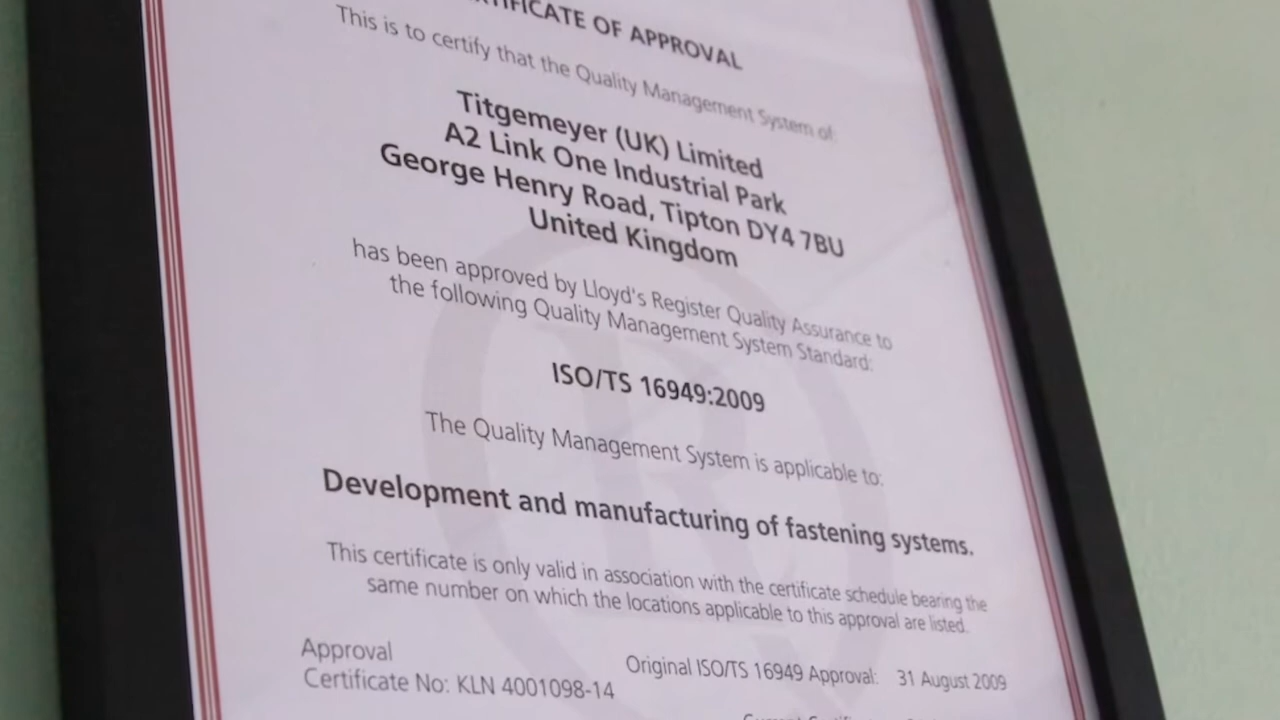 CERTIFICATE OF APPROVAL
This is to certify that the Quality Management System of:
Titgemeyer (UK) Limited
A2 Link One Industrial Park
George Henry Road, Tipton DY4 7BU
United Kingdom
has been approved by Lloyd's Register Quality Assurance to
the following Quality Management System Standard:
ISO/TS 16949:2009
The Quality Management System is applicable to:
Development and manufacturing of fastening systems.
This certificate is only valid in association with the certificate schedule bearing the
same number on which the locations applicable to this approval are listed.
Approval
Certificate No: KLN 4001098-14
Original ISO/TS 16949 Approval: 31 August 2009